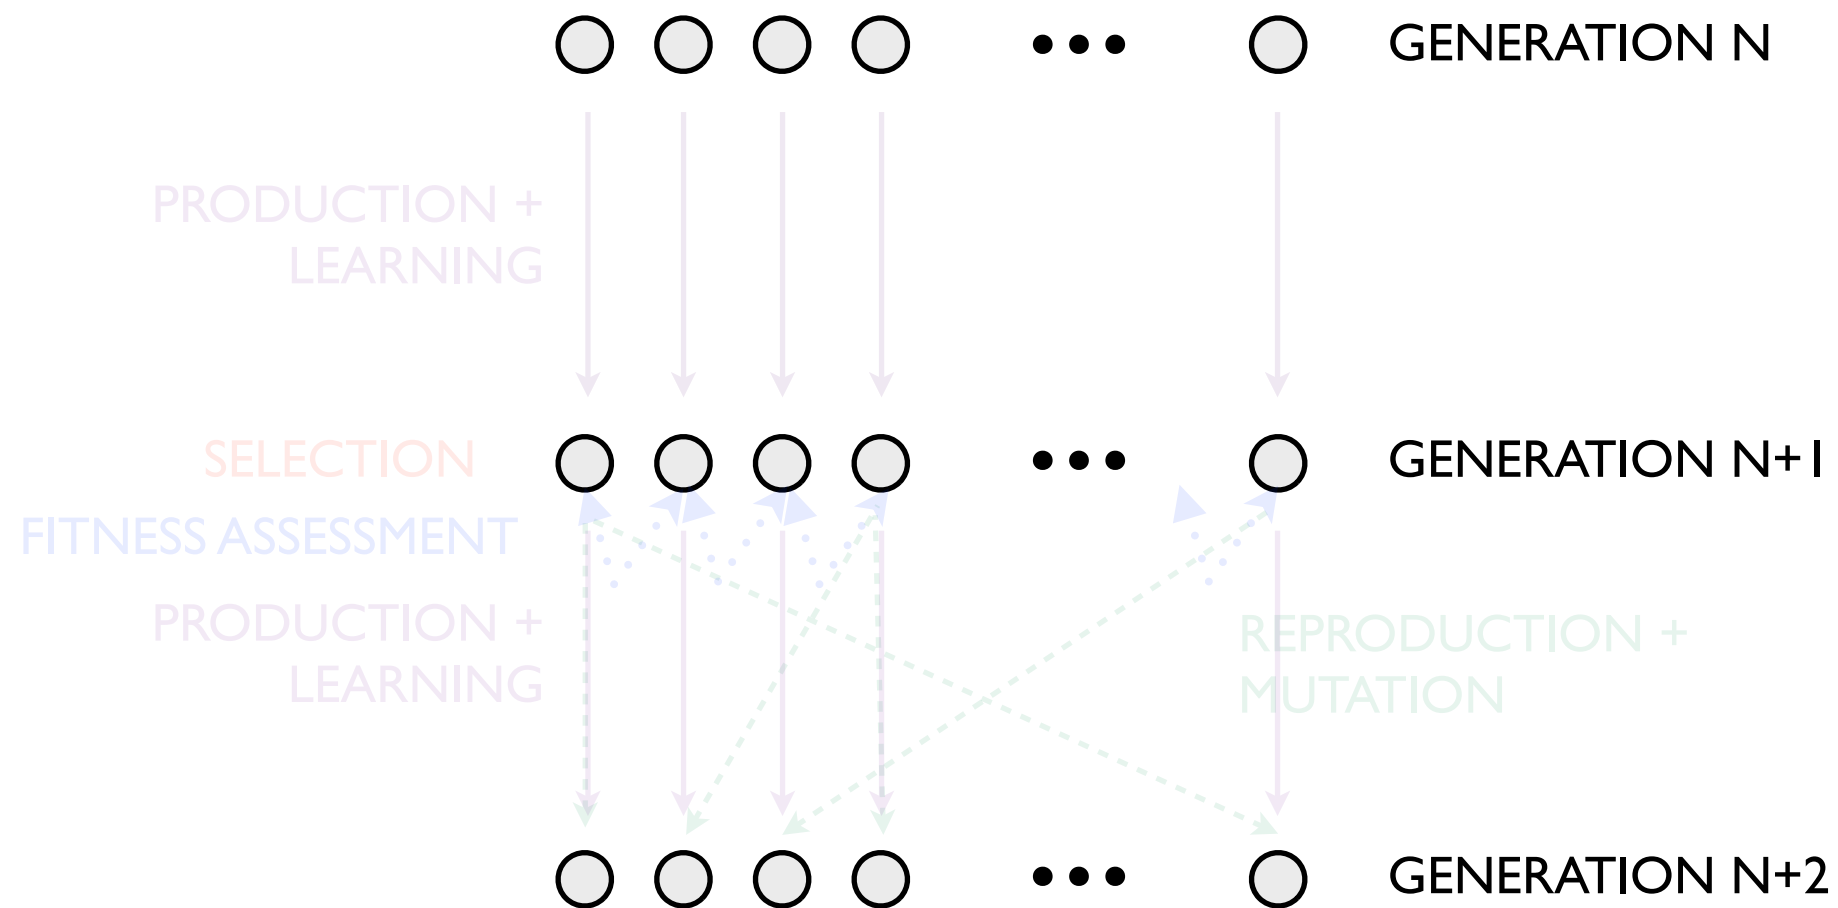 GENERATION N
PRODUCTION +
LEARNING
SELECTION
GENERATION N+1
FITNESS ASSESSMENT
PRODUCTION +
LEARNING
REPRODUCTION +
MUTATION
GENERATION N+2